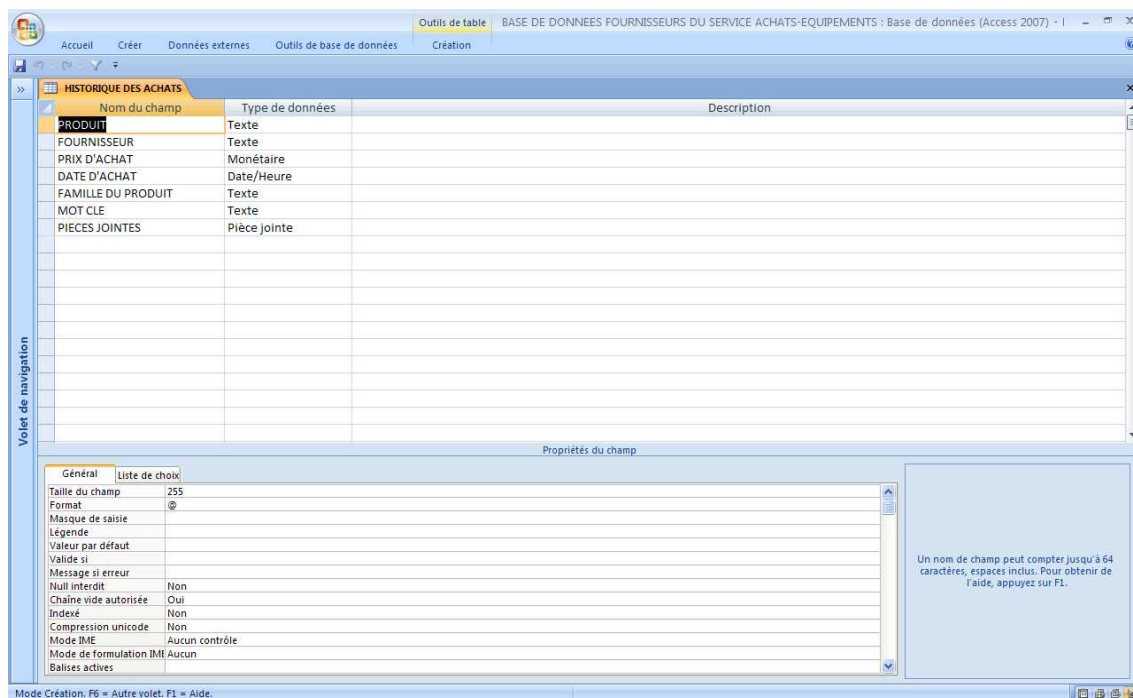 Outils de table BASE DE DONNEES FOURNISSEURS DU SERVICE ACHATS-EQUIPEMENTS : Base de données (Access 2007) - I
Accueil Créer Données externes Outils de base de données Création
HISTORIQUE DES ACHATS
Nom du champ Type de données Description
PRODUIT Texte
FOURNISSEUR Texte
PRIX D'ACHAT Monétaire
DATE D'ACHAT Date/Heure
FAMILLE DU PRODUIT Texte
MOT CLE Texte
PIECES JOINTES Pièce jointe
Volet de navigation
Propriétés du champ
Général Liste de choix
Taille du champ 255
Format @
Masque de saisie
Légende
Valeur par défaut
Valide si
Message si erreur
Null interdit Non
Chaîne vide autorisée Oui
Indexé Non
Compression unicode Non
Mode IME Aucun contrôle
Mode de formulation IME Aucun
Balises actives
Un nom de champ peut compter jusqu'à 64
caractères, espaces inclus. Pour obtenir de
l'aide, appuyez sur F1.
Mode Création. F6 = Autre volet. F1 = Aide.